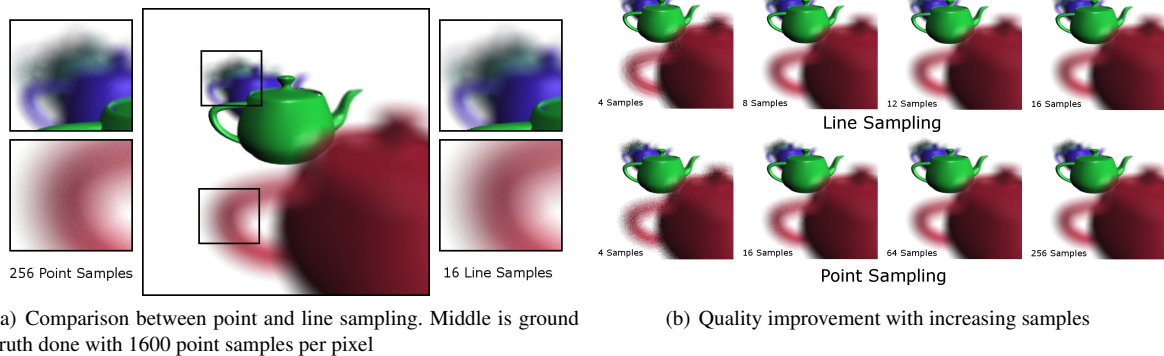 256 Point Samples
16 Line Samples
4 Samples
8 Samples
12 Samples
16 Samples
Line Sampling
4 Samples
16 Samples
64 Samples
256 Samples
Point Sampling
a) Comparison between point and line sampling. Middle is ground
ruth done with 1600 point samples per pixel
(b) Quality improvement with increasing samples